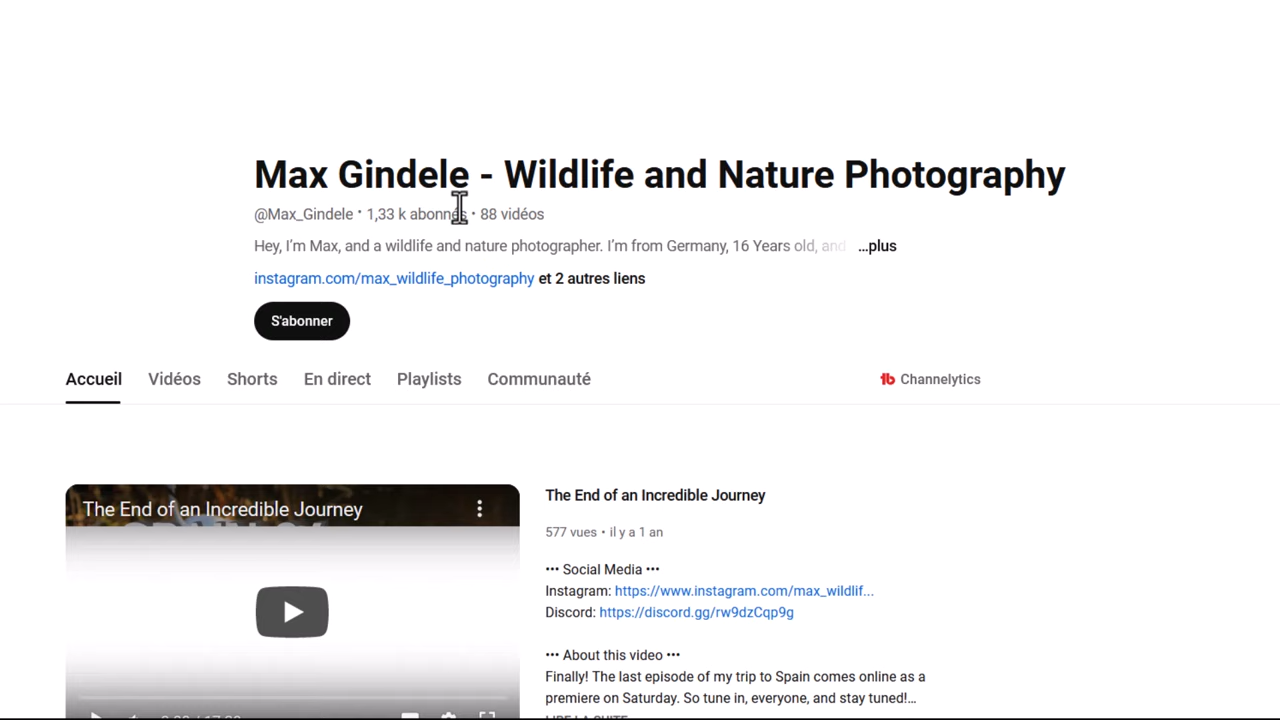 Max Gindele - Wildlife and Nature Photography
@Max_Gindele • 1,33 k abonnés • 88 vidéos
Hey, I'm Max, and a wildlife and nature photographer. I'm from Germany, 16 Years old, and ...plus
instagram.com/max_wildlife_photography et 2 autres liens
S'abonner
Accueil Vidéos Shorts En direct Playlists Communauté Channelytics
The End of an Incredible Journey
The End of an Incredible Journey
577 vues • il y a 1 an
••• Social Media •••
Instagram: https://www.instagram.com/max_wildlif...
Discord: https://discord.gg/rw9dzCqp9g
••• About this video •••
Finally! The last episode of my trip to Spain comes online as a
premiere on Saturday. So tune in, everyone, and stay tuned!...
LIRE LA SUITE